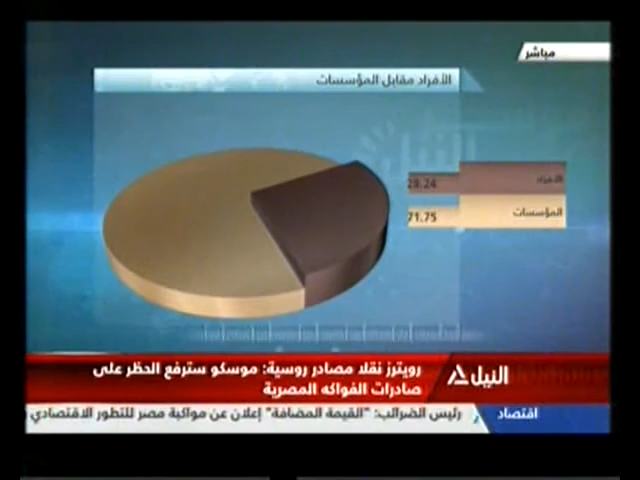 مباشر
الأفراد مقابل المؤسسات
النيل
الأفراد 28.24
المؤسسات 71.75
رويترز نقلا مصادر روسية: موسكو سترفع الحظر على
صادرات الفواكه المصرية
النيل
اقتصاد
رئيس الضرائب: "القيمة المضافة" إعلان عن مواكبة مصر للتطور الاقتصادي